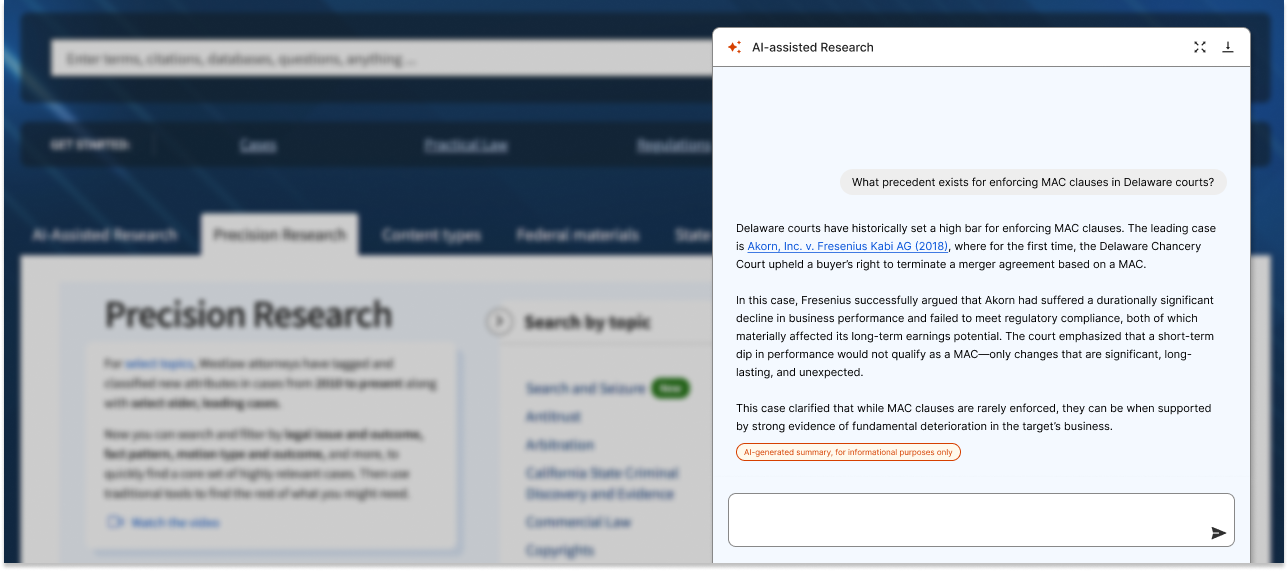 Enter terms, citations, databases, questions, anything ...
GET STARTED:
Cases
Practical Law
Regulations
AI-Assisted Research
Precision Research
Content types
Federal materials
State
Precision Research
For select topics, Westlaw attorneys have tagged and
classified new attributes in cases from 2010 to present along
with select older, leading cases.
Now you can search and filter by legal issue and outcome,
fact pattern, motion type and outcome, and more, to
quickly find a core set of highly relevant cases. Then use
traditional tools to find the rest of what you might need.
Watch the video
Search by topic
Search and Seizure New
Antitrust
Arbitration
California State Criminal
Discovery and Evidence
Commercial Law
Copyrights
AI-assisted Research
What precedent exists for enforcing MAC clauses in Delaware courts?
Delaware courts have historically set a high bar for enforcing MAC clauses. The leading case
is Akorn, Inc. v. Fresenius Kabi AG (2018), where for the first time, the Delaware Chancery
Court upheld a buyer’s right to terminate a merger agreement based on a MAC.
In this case, Fresenius successfully argued that Akorn had suffered a durationally significant
decline in business performance and failed to meet regulatory compliance, both of which
materially affected its long-term earnings potential. The court emphasized that a short-term
dip in performance would not qualify as a MAC—only changes that are significant, long-
lasting, and unexpected.
This case clarified that while MAC clauses are rarely enforced, they can be when supported
by strong evidence of fundamental deterioration in the target’s business.
AI-generated summary, for informational purposes only